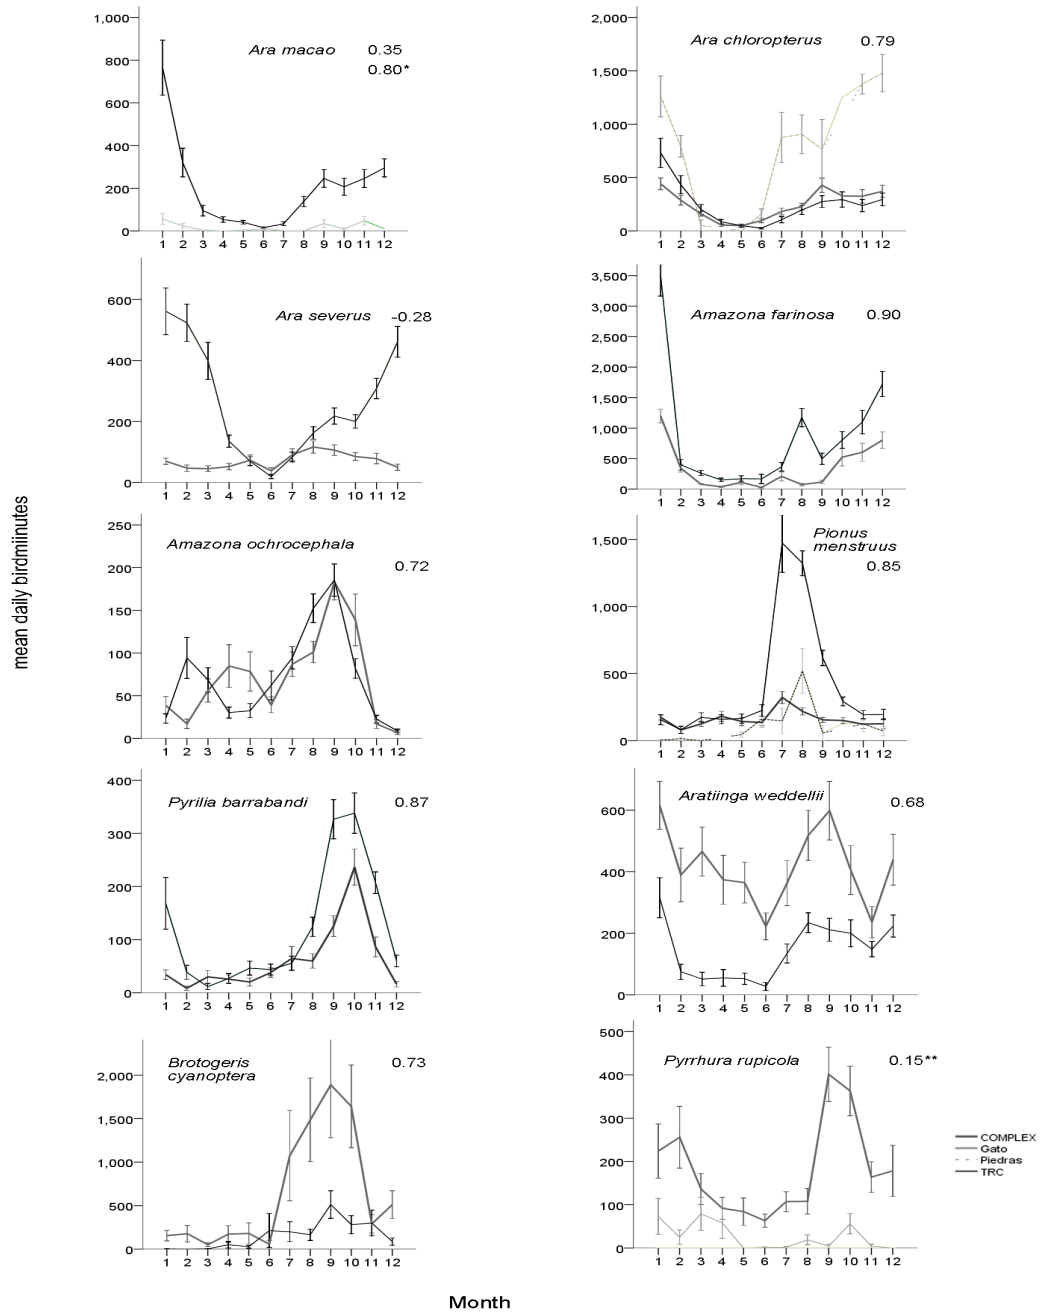 1,000
800
600
400
200
0
Ara macao 0.35
0.80*
1 2 3 4 5 6 7 8 9 10 11 12
2,000
1,500
1,000
500
0
Ara chloropterus 0.79
1 2 3 4 5 6 7 8 9 10 11 12
600
400
200
0
Ara severus -0.28
1 2 3 4 5 6 7 8 9 10 11 12
3,500
3,000
2,500
2,000
1,500
1,000
500
0
Amazona farinosa 0.90
1 2 3 4 5 6 7 8 9 10 11 12
mean daily birdmiinutes
250
200
150
100
50
0
Amazona ochrocephala
0.72
1 2 3 4 5 6 7 8 9 10 11 12
1,500
1,000
500
0
Pionus
menstruus
0.85
1 2 3 4 5 6 7 8 9 10 11 12
400
300
200
100
0
Pyrilia barrabandi 0.87
1 2 3 4 5 6 7 8 9 10 11 12
600
400
200
0
Aratiinga weddellii 0.68
1 2 3 4 5 6 7 8 9 10 11 12
2,000
1,500
1,000
500
0
Brotogeris 0.73
cyanoptera
1 2 3 4 5 6 7 8 9 10 11 12
500
400
300
200
100
0
Pyrrhura rupicola 0.15**
1 2 3 4 5 6 7 8 9 10 11 12
COMPLEX
Gato
Piedras
TRC
Month